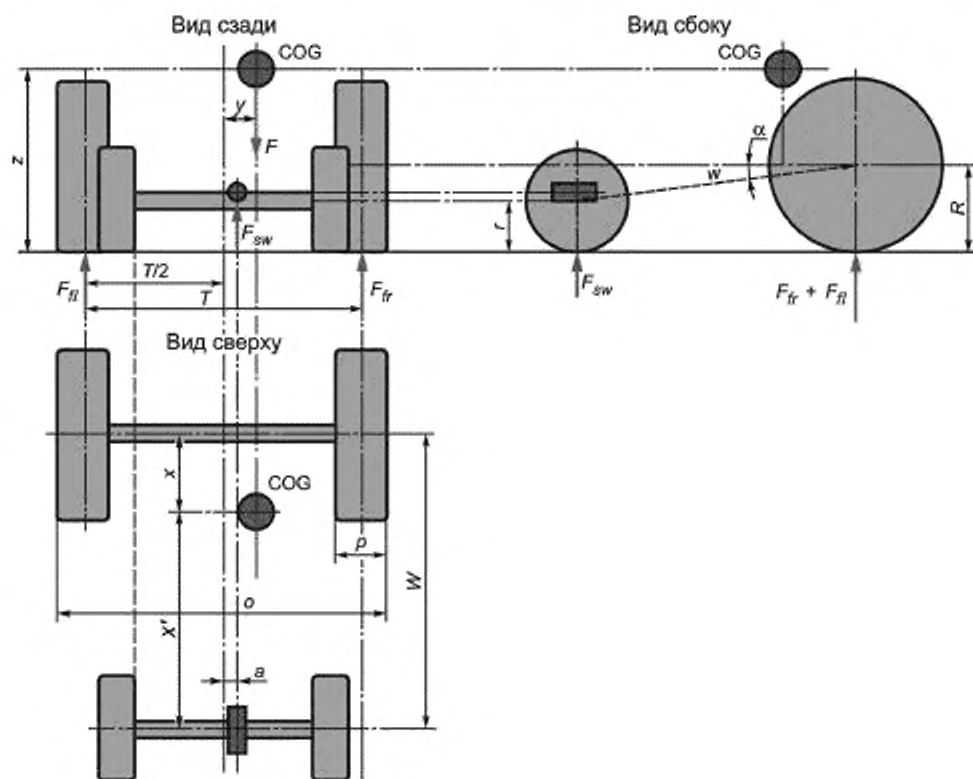 Вид сзади
Вид сбоку
COG
COG
y
z
F
α
w
r
R
F_sw
F_fl
T/2
T
F_fr
F_sw
F_fr + F_fl
Вид сверху
x
COG
p
W
o
x'
a